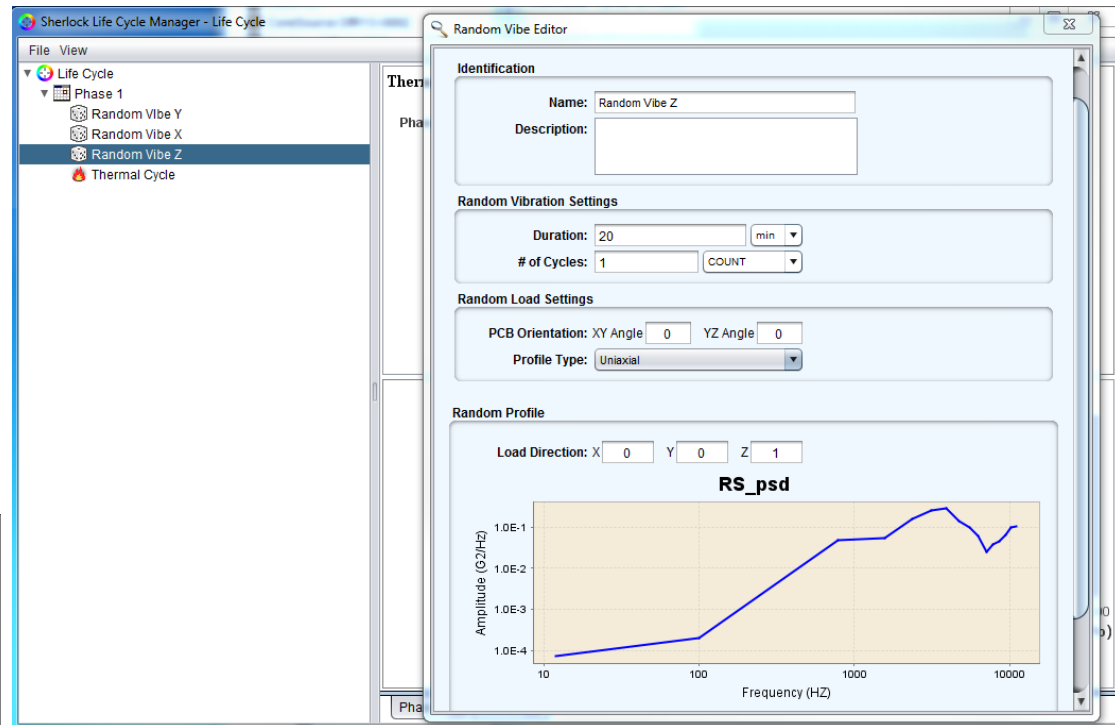 Sherlock Life Cycle Manager - Life Cycle
File View
Life Cycle
Phase 1
Random VIbe Y
Random Vibe X
Random Vibe Z
Thermal Cycle
Random Vibe Editor
Identification
Name: Random Vibe Z
Description:
Random Vibration Settings
Duration: 20 min
# of Cycles: 1 COUNT
Random Load Settings
PCB Orientation: XY Angle 0 YZ Angle 0
Profile Type: Uniaxial
Random Profile
Load Direction: X 0 Y 0 Z 1
RS_psd
Amplitude (G2/Hz)
1.0E-1
1.0E-2
1.0E-3
1.0E-4
10 100 1000 10000
Frequency (HZ)